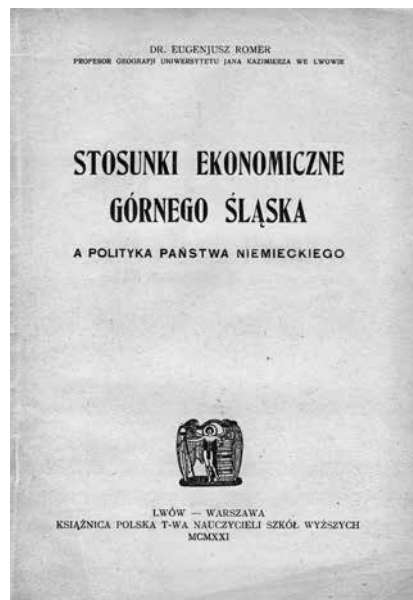 DR. EUGENJUSZ ROMER
PROFESOR GEOGRAFJI UNIWERSYTETU JANA KAZIMIERZA WE LWOWIE
STOSUNKI EKONOMICZNE
GÓRNEGO ŚLĄSKA
A POLITYKA PAŃSTWA NIEMIECKIEGO
LWÓW — WARSZAWA
KSIĄŻNICA POLSKA T-WA NAUCZYCIELI SZKÓŁ WYŻSZYCH
MCMXXI